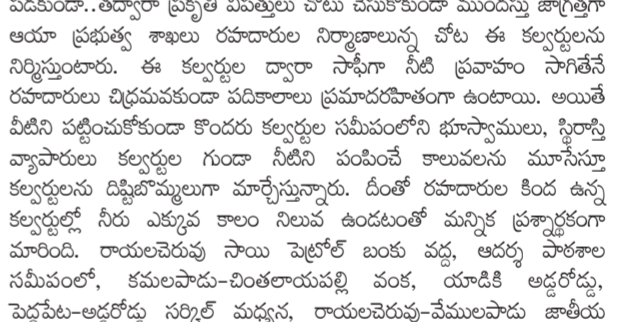 పడకుండా..తద్వారా ప్రకృతి విపత్తులు చోటు చేసుకోకుండా ముందస్తు జాగ్రత్తగా
ఆయా ప్రభుత్వ శాఖలు రహదారుల నిర్మాణాలున్న చోట ఈ కల్వర్టులను
నిర్మిస్తుంటారు. ఈ కల్వర్టుల ద్వారా సాఫీగా నీటి ప్రవాహం సాగితేనే
రహదారులు చిద్రమవకుండా పదికాలాలు ప్రమాదరహితంగా ఉంటాయి. అయితే
వీటిని పట్టించుకోకుండా కొందరు కల్వర్టుల సమీపంలోని భూస్వాములు, స్థిరాస్తి
వ్యాపారులు కల్వర్టుల గుండా నీటిని పంపించే కాలువలను మూసేస్తూ
కల్వర్టులను దిష్టిబొమ్మలుగా మార్చేస్తున్నారు. దీంతో రహదారుల కింద ఉన్న
కల్వర్టుల్లో నీరు ఎక్కువ కాలం నిలువ ఉండటంతో మన్నిక ప్రశ్నార్థకంగా
మారింది. రాయలచెరువు సాయి పెట్రోల్ బంకు వద్ద, ఆదర్శ పాఠశాల
సమీపంలో, కమలపాడు-చింతలాయపల్లి వంక, యాడికి అడ్డరోడ్డు,
పెద్దపేట-అడ్డరోడ్డు సర్కిల్ మధ్యన, రాయలచెరువు-వేములపాడు జాతీయ